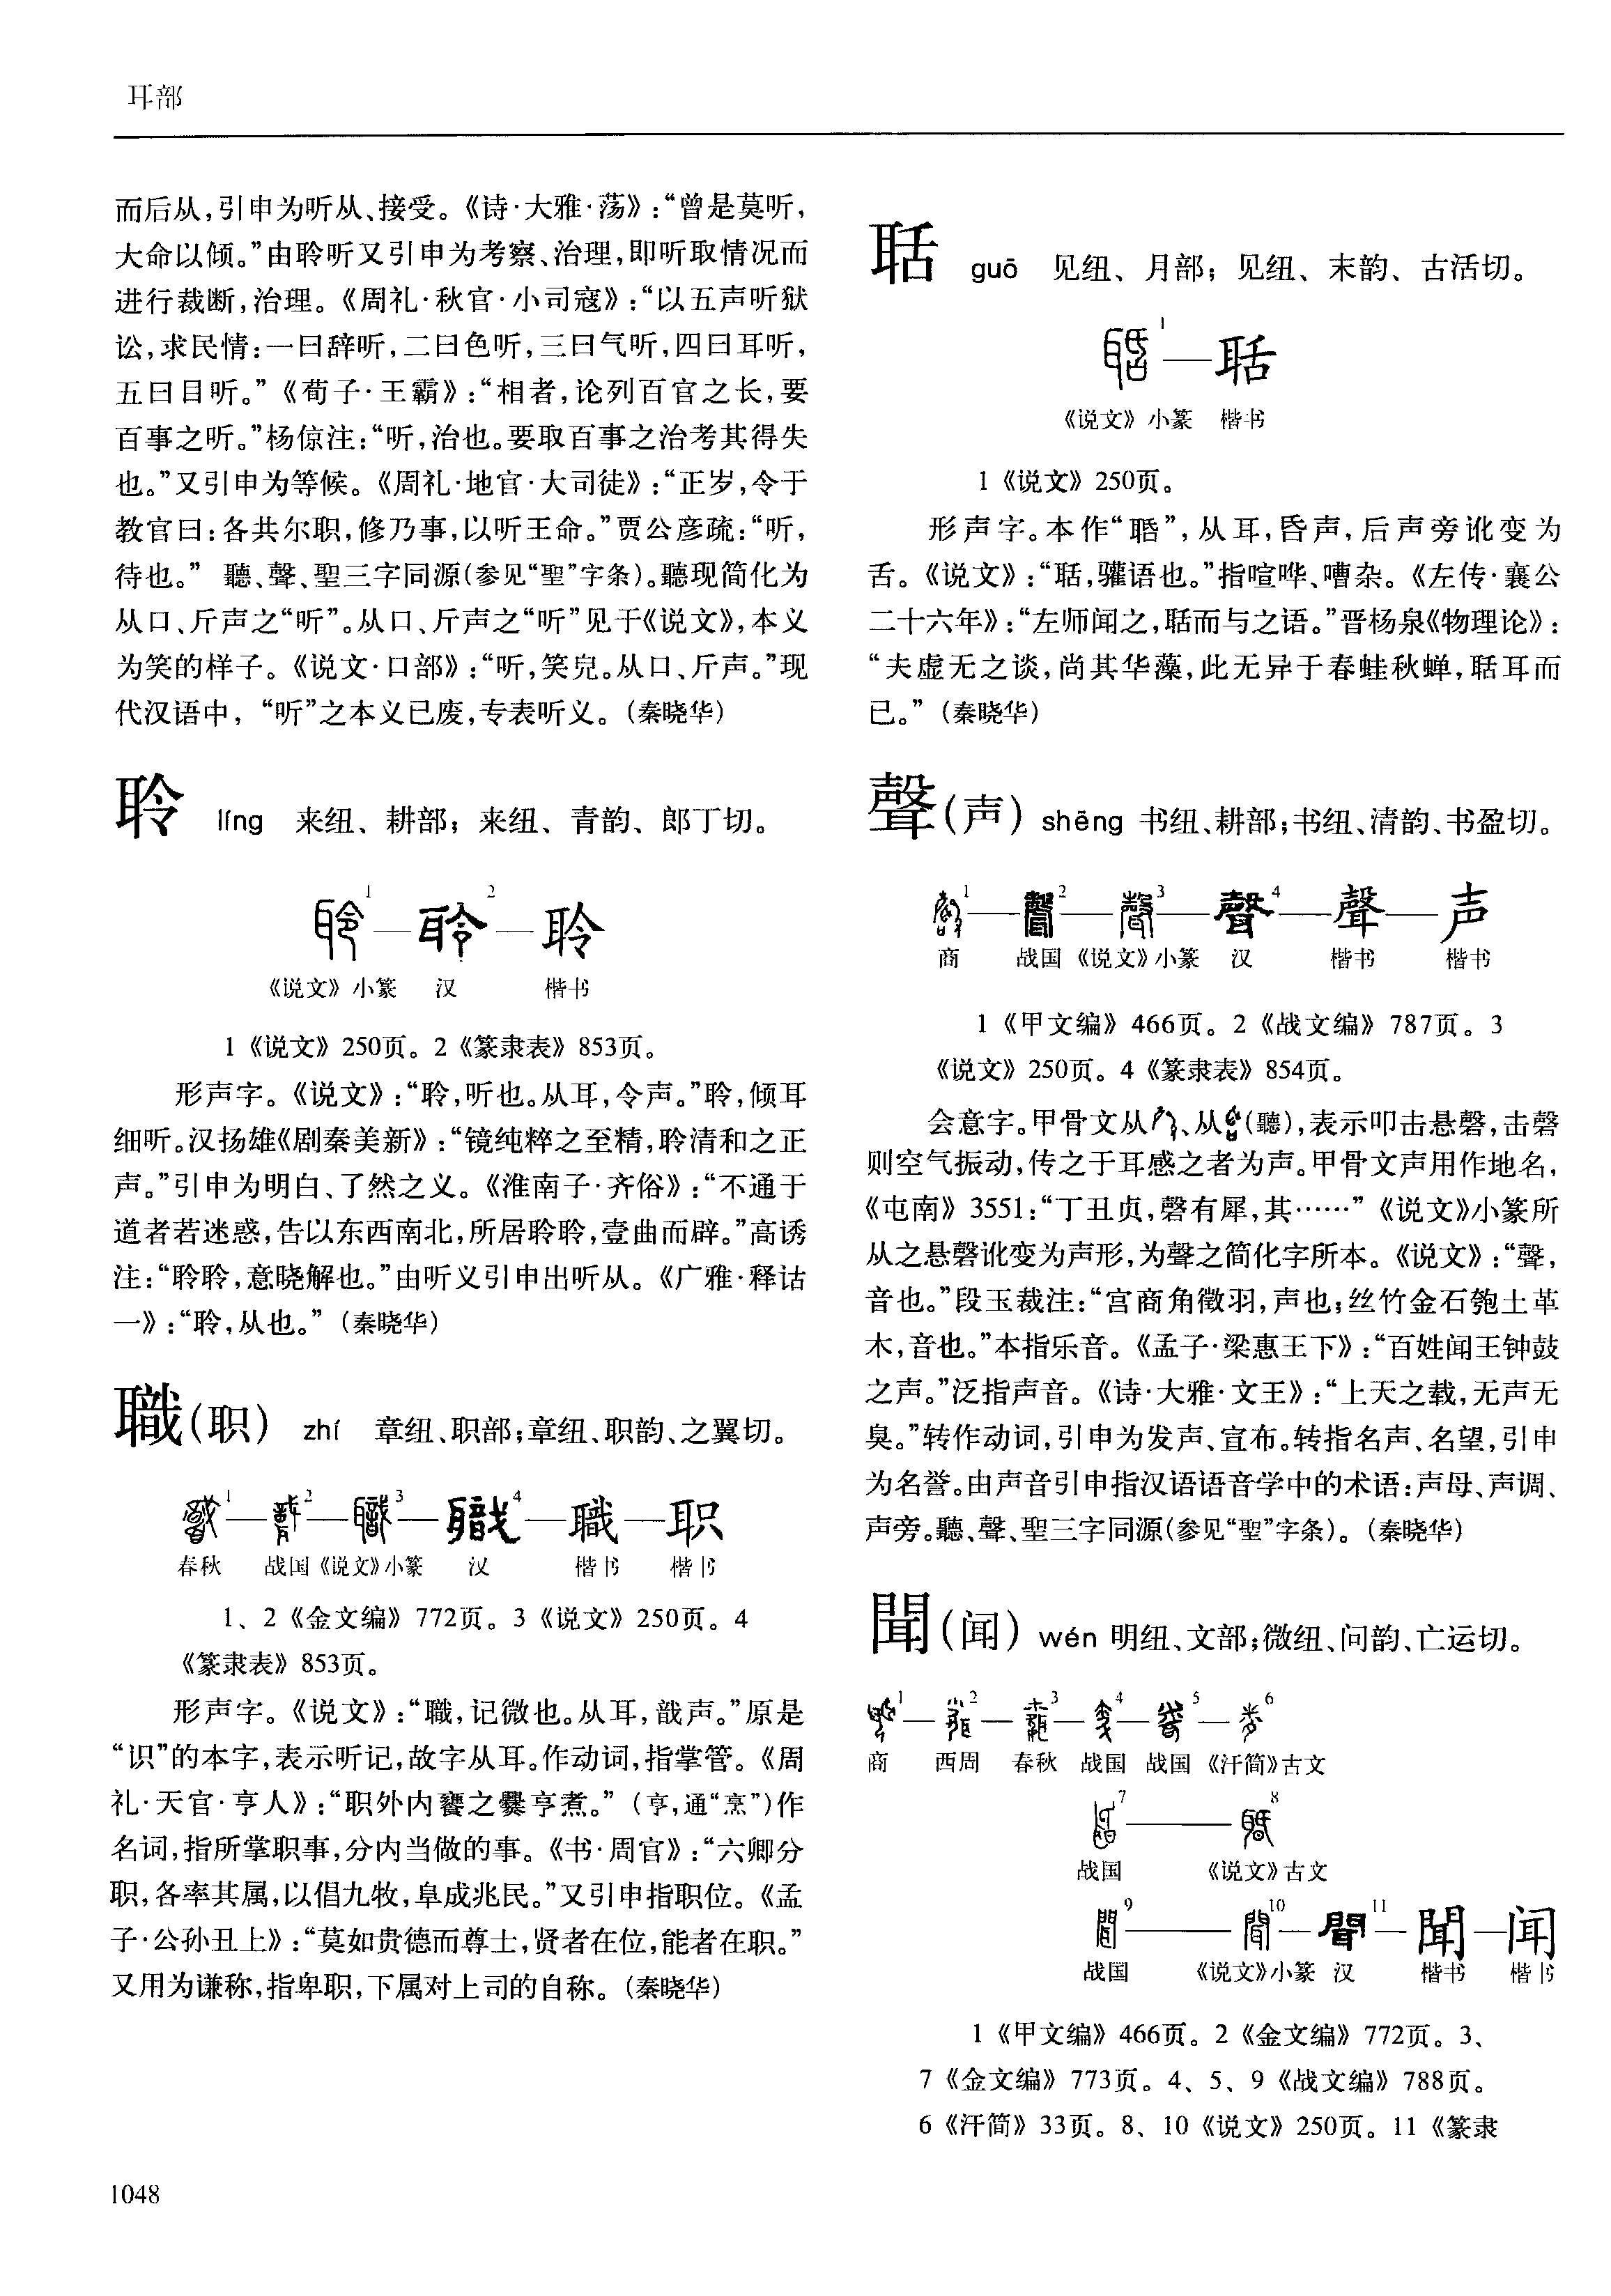 耳部
而后从,引申为听从、接受。《诗·大雅·荡》:“曾是莫听,
大命以倾。”由聆听又引申为考察、治理,即听取情况而
进行裁断,治理。《周礼·秋官·小司寇》:“以五声听狱
讼,求民情:一曰辞听,二曰色听,三曰气听,四曰耳听,
五曰目听。”《荀子·王霸》:“相者,论列百官之长,要
百事之听。”杨倞注:“听,治也。要取百事之治考其得失
也。”又引申为等候。《周礼·地官·大司徒》:“正岁,令于
教官曰:各共尔职,修乃事,以听王命。”贾公彦疏:“听,
待也。” 聽、聲、聖三字同源(参见“聖”字条)。聽现简化为
从口、斤声之“听”。从口、斤声之“听”见于《说文》,本义
为笑的样子。《说文·口部》:“听,笑皃。从口、斤声。”现
代汉语中,“听”之本义已废,专表听义。(秦晓华)
聆 líng 来纽、耕部;来纽、青韵、郎丁切。
1 — 2 — 聆
《说文》小篆 汉 楷书
1《说文》250页。2《篆隶表》853页。
形声字。《说文》:“聆,听也。从耳,令声。”聆,倾耳
细听。汉扬雄《剧秦美新》:“镜纯粹之至精,聆清和之正
声。”引申为明白、了然之义。《淮南子·齐俗》:“不通于
道者若迷惑,告以东西南北,所居聆聆,壹曲而辟。”高诱
注:“聆聆,意晓解也。”由听义引申出听从。《广雅·释诂
一》:“聆,从也。”(秦晓华)
職(职) zhí 章纽、职部;章纽、职韵、之翼切。
1 — 2 — 3 — 4 — 職 — 职
春秋 战国《说文》小篆 汉 楷书 楷书
1、2《金文编》772页。3《说文》250页。4
《篆隶表》853页。
形声字。《说文》:“職,记微也。从耳,戠声。”原是
“识”的本字,表示听记,故字从耳。作动词,指掌管。《周
礼·天官·亨人》:“职外内饔之爨亨煮。”(亨,通“烹”)作
名词,指所掌职事,分内当做的事。《书·周官》:“六卿分
职,各率其属,以倡九牧,阜成兆民。”又引申指职位。《孟
子·公孙丑上》:“莫如贵德而尊士,贤者在位,能者在职。”
又用为谦称,指卑职,下属对上司的自称。(秦晓华)
1048
聒 guō 见纽、月部;见纽、末韵、古活切。
1 — 聒
《说文》小篆 楷书
1《说文》250页。
形声字。本作“聒”,从耳,昏声,后声旁讹变为
舌。《说文》:“聒,讙语也。”指喧哗、嘈杂。《左传·襄公
二十六年》:“左师闻之,聒而与之语。”晋杨泉《物理论》:
“夫虚无之谈,尚其华藻,此无异于春蛙秋蝉,聒耳而
已。”(秦晓华)
聲(声) shēng 书纽、耕部;书纽、清韵、书盈切。
1 — 2 — 3 — 4 — 聲 — 声
商 战国《说文》小篆 汉 楷书 楷书
1《甲文编》466页。2《战文编》787页。3
《说文》250页。4《篆隶表》854页。
会意字。甲骨文从、从(聽),表示叩击悬磬,击磬
则空气振动,传之于耳感之者为声。甲骨文声用作地名,
《屯南》3551:“丁丑贞,磬有犀,其……”《说文》小篆所
从之悬磬讹变为声形,为聲之简化字所本。《说文》:“聲,
音也。”段玉裁注:“宫商角徵羽,声也;丝竹金石匏土革
木,音也。”本指乐音。《孟子·梁惠王下》:“百姓闻王钟鼓
之声。”泛指声音。《诗·大雅·文王》:“上天之载,无声无
臭。”转作动词,引申为发声、宣布。转指名声、名望,引申
为名誉。由声音引申指汉语语音学中的术语:声母、声调、
声旁。聽、聲、聖三字同源(参见“聖”字条)。(秦晓华)
聞(闻) wén 明纽、文部;微纽、问韵、亡运切。
1 — 2 — 3 — 4 — 5 — 6
商 西周 春秋 战国 战国《汗简》古文
7 — 8
战国 《说文》古文
9 — 10 — 11 — 聞 — 闻
战国 《说文》小篆 汉 楷书 楷书
1《甲文编》466页。2《金文编》772页。3、
7《金文编》773页。4、5、9《战文编》788页。
6《汗简》33页。8、10《说文》250页。11《篆隶